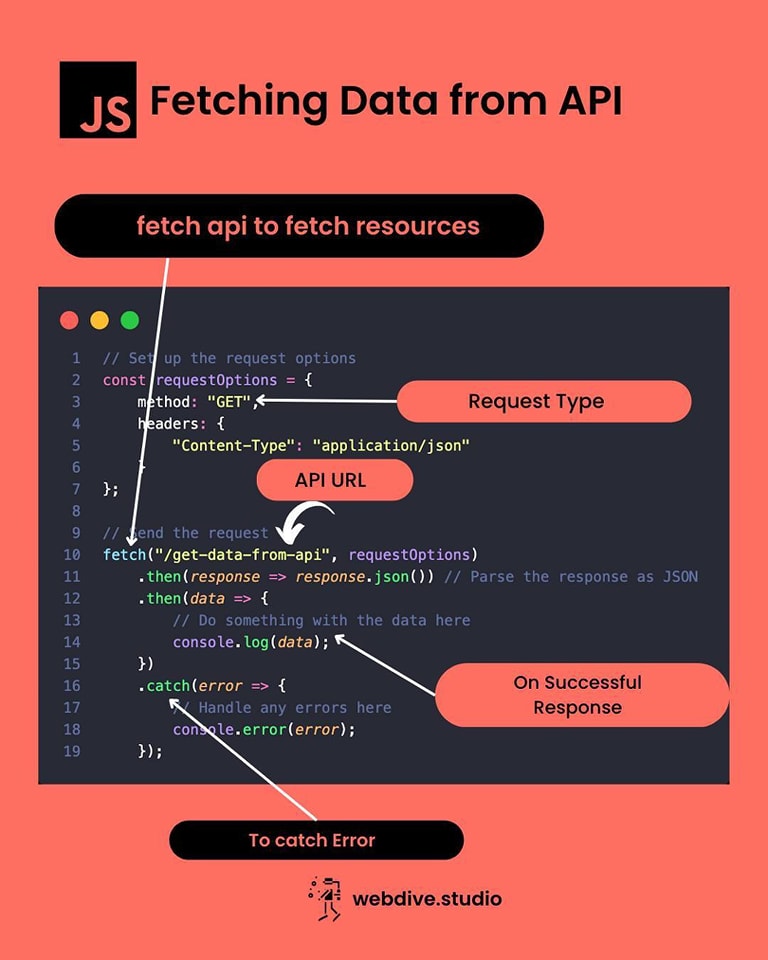 JS Fetching Data from API
fetch api to fetch resources
1 // Set up the request options
2 const requestOptions = {
3 method: "GET",
Request Type
4 headers: {
5 "Content-Type": "application/json"
6 }
API URL
7 };
8
9 // Send the request
10 fetch("/get-data-from-api", requestOptions)
11 .then(response => response.json()) // Parse the response as JSON
12 .then(data => {
13 // Do something with the data here
14 console.log(data);
15 })
On Successful
Response
16 .catch(error => {
17 // Handle any errors here
18 console.error(error);
19 });
To catch Error
webdive.studio